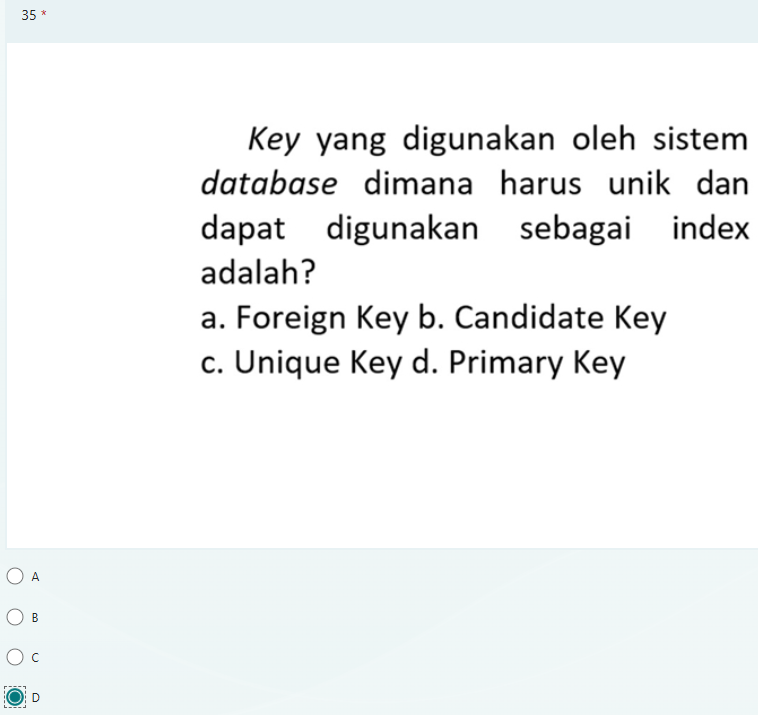 35 *
Key yang digunakan oleh sistem
database dimana harus unik dan
dapat digunakan sebagai index
adalah?
a. Foreign Key b. Candidate Key
c. Unique Key d. Primary Key
A
B
C
D